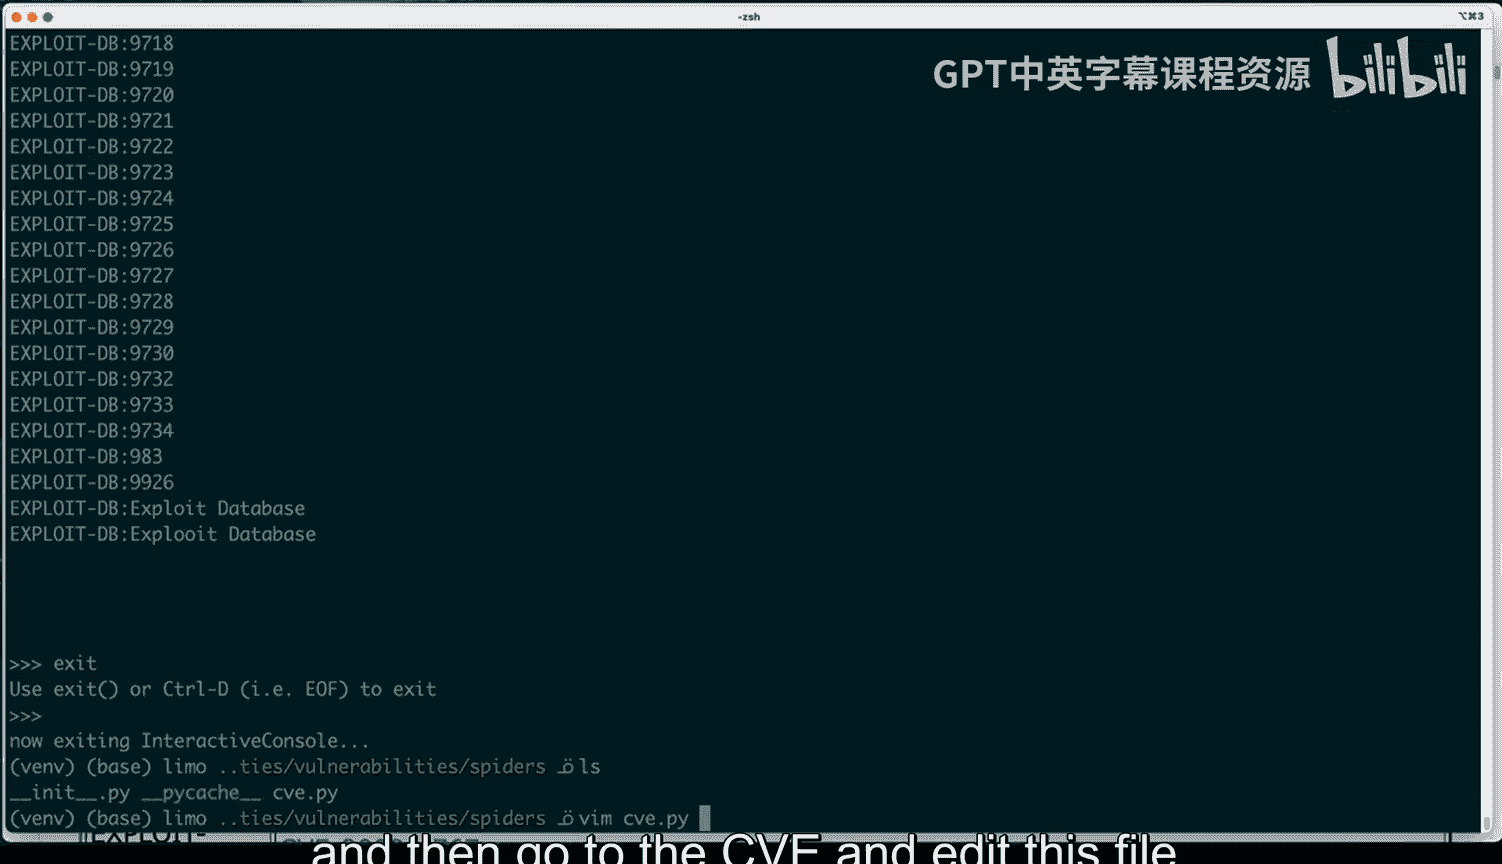 -zsh
⌥⌘3
EXPLOIT-DB:9718
GPT中英字幕课程资源 bilibili
EXPLOIT-DB:9719
EXPLOIT-DB:9720
EXPLOIT-DB:9721
EXPLOIT-DB:9722
EXPLOIT-DB:9723
EXPLOIT-DB:9724
EXPLOIT-DB:9725
EXPLOIT-DB:9726
EXPLOIT-DB:9727
EXPLOIT-DB:9728
EXPLOIT-DB:9729
EXPLOIT-DB:9730
EXPLOIT-DB:9732
EXPLOIT-DB:9733
EXPLOIT-DB:9734
EXPLOIT-DB:983
EXPLOIT-DB:9926
EXPLOIT-DB:Exploit Database
EXPLOIT-DB:Explooit Database
>>> exit
Use exit() or Ctrl-D (i.e. EOF) to exit
>>>
now exiting InteractiveConsole...
(venv) (base) limo ..ties/vulnerabilities/spiders ls
__init__.py __pycache__ cve.py
(venv) (base) limo ..ties/vulnerabilities/spiders vim cve.py
and then go to the CVE and edit this file